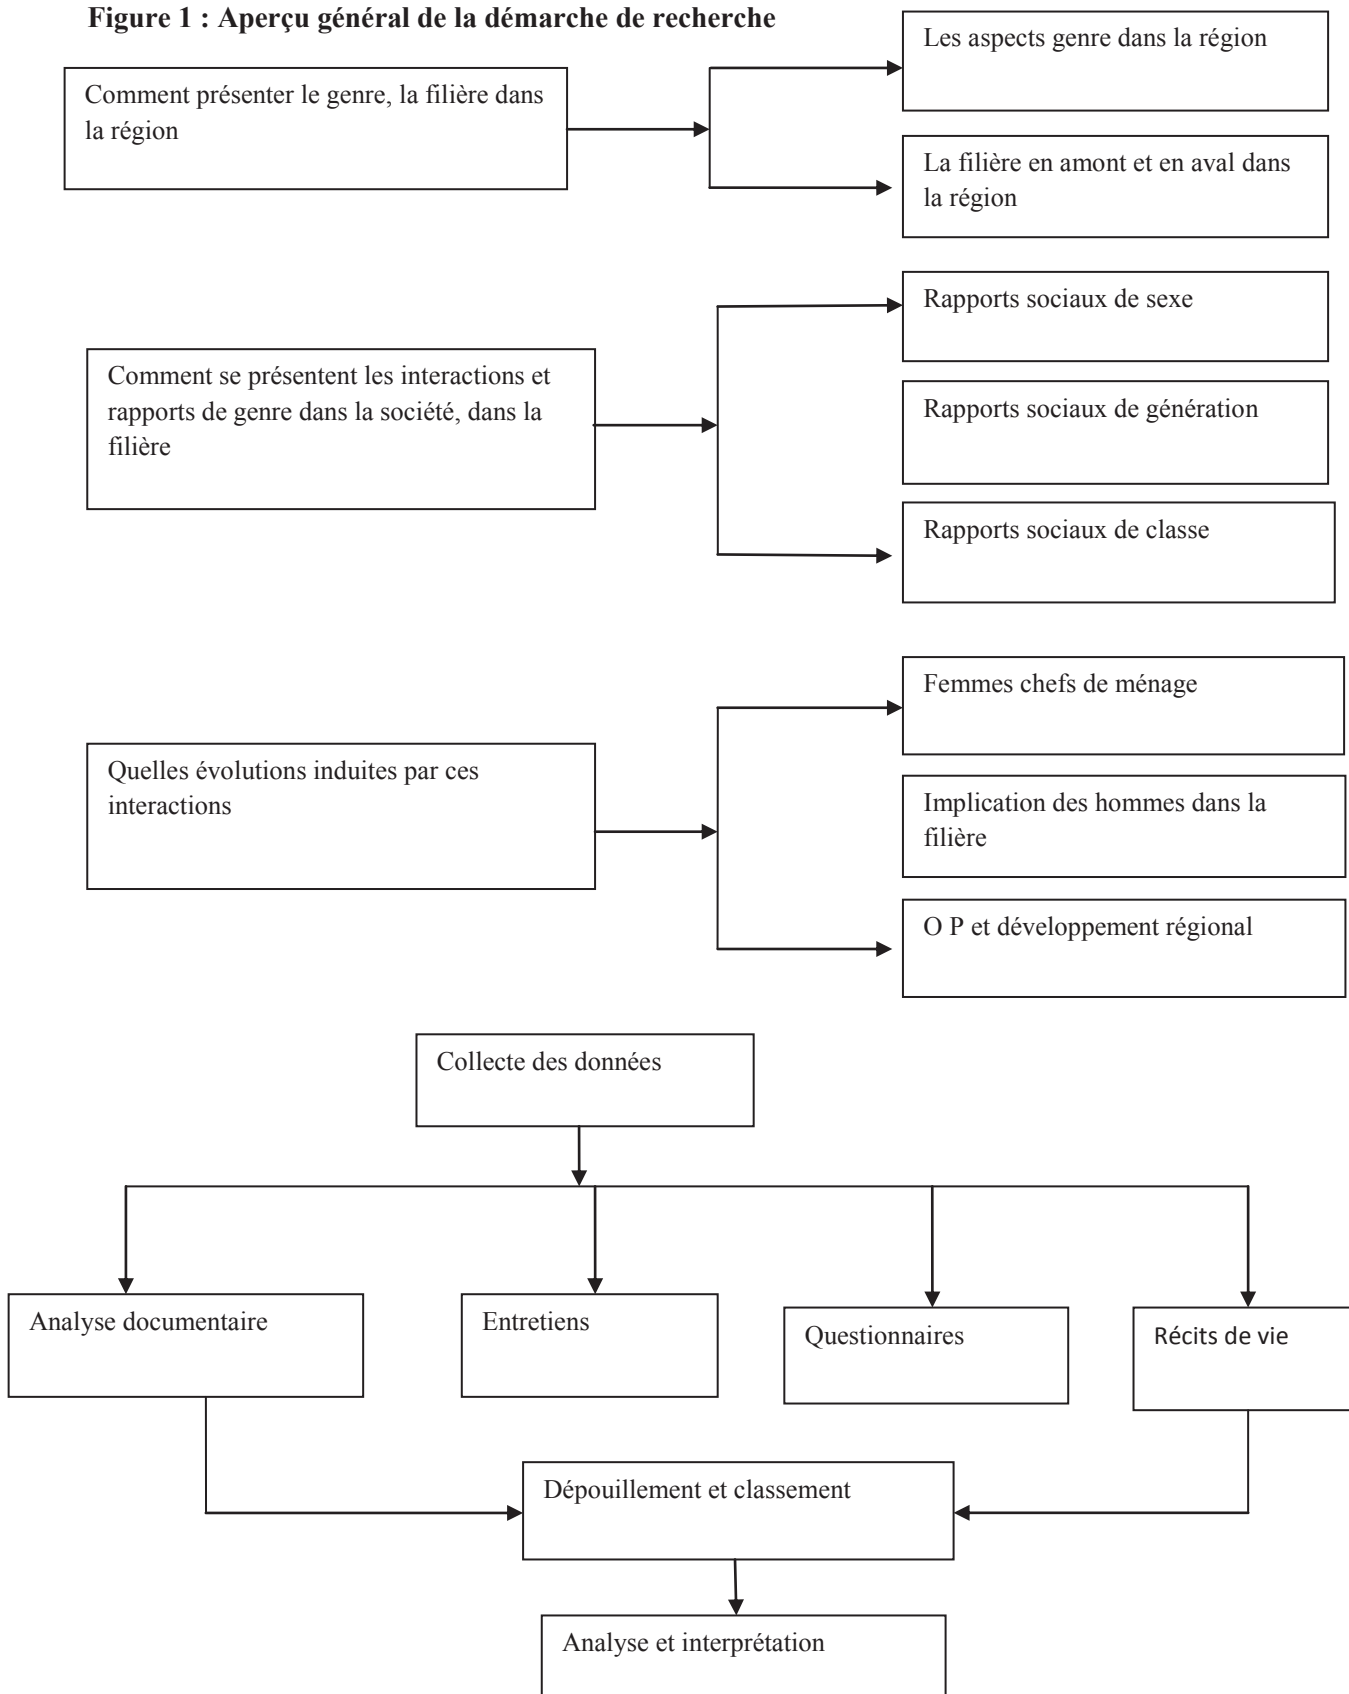 Figure 1 : Aperçu général de la démarche de recherche
Comment présenter le genre, la filière dans
la région
Les aspects genre dans la région
La filière en amont et en aval dans
la région
Comment se présentent les interactions et
rapports de genre dans la société, dans la
filière
Rapports sociaux de sexe
Rapports sociaux de génération
Rapports sociaux de classe
Quelles évolutions induites par ces
interactions
Femmes chefs de ménage
Implication des hommes dans la
filière
O P et développement régional
Collecte des données
Analyse documentaire
Entretiens
Questionnaires
Récits de vie
Dépouillement et classement
Analyse et interprétation